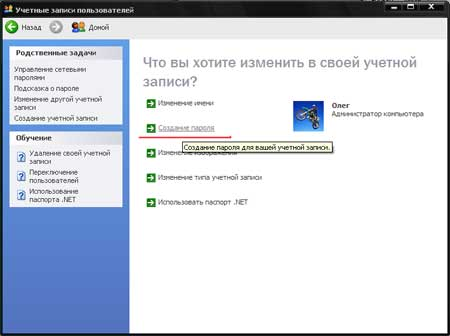 Учетные записи пользователей
Назад
Домой
Родственные задачи
Управление сетевыми
паролями
Подсказка о пароле
Изменение другой учетной
записи
Создание учетной записи
Обучение
Удаление своей учетной
записи
Переключение
пользователей
Использование
паспорта .NET
Что вы хотите изменить в своей учетной
записи?
Изменение имени
Создание пароля
Создание пароля для вашей учетной записи.
Изменение изображения
Изменение типа учетной записи
Использовать паспорт .NET
Олег
Администратор компьютера